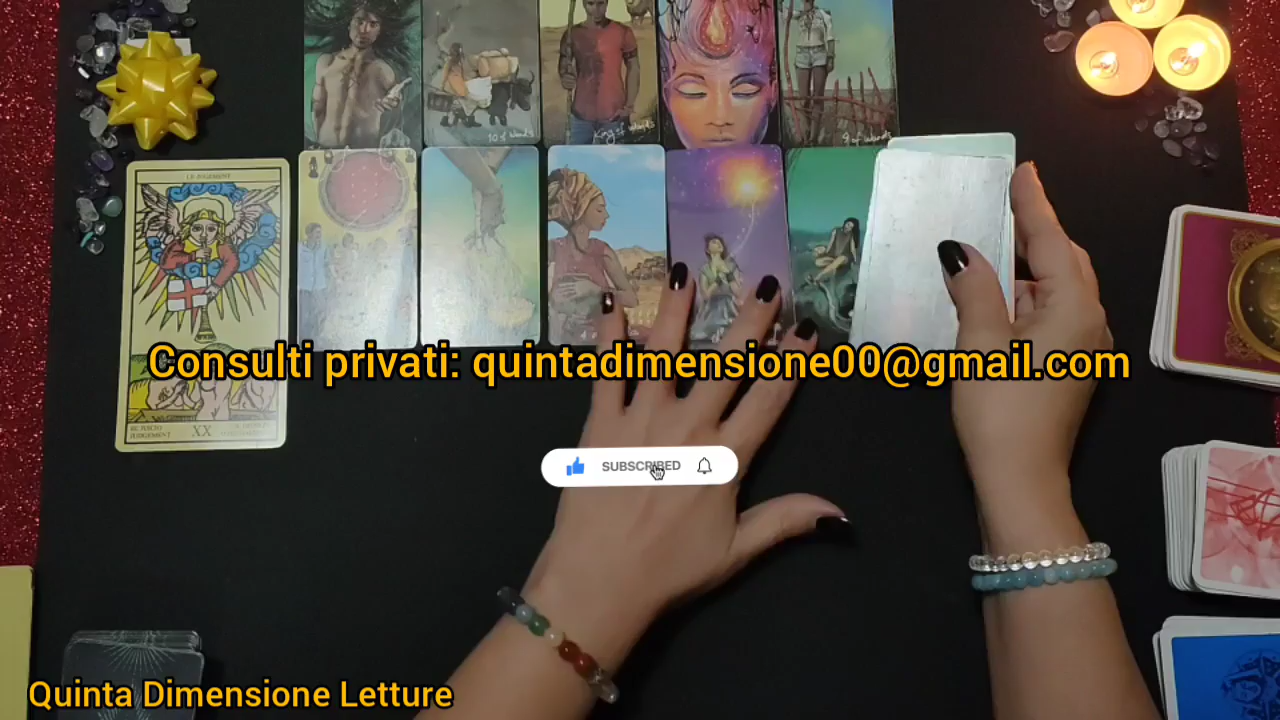 10 of Wands
King of Wands
9 of Wands
LE JUGEMENT
Consulti privati: quintadimensione00@gmail.com
JUDGEMENT
XX
SUBSCRIBED
Quinta Dimensione Letture